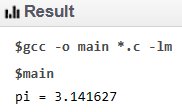 Result
$gcc -o main *.c -lm
$main
pi = 3.141627